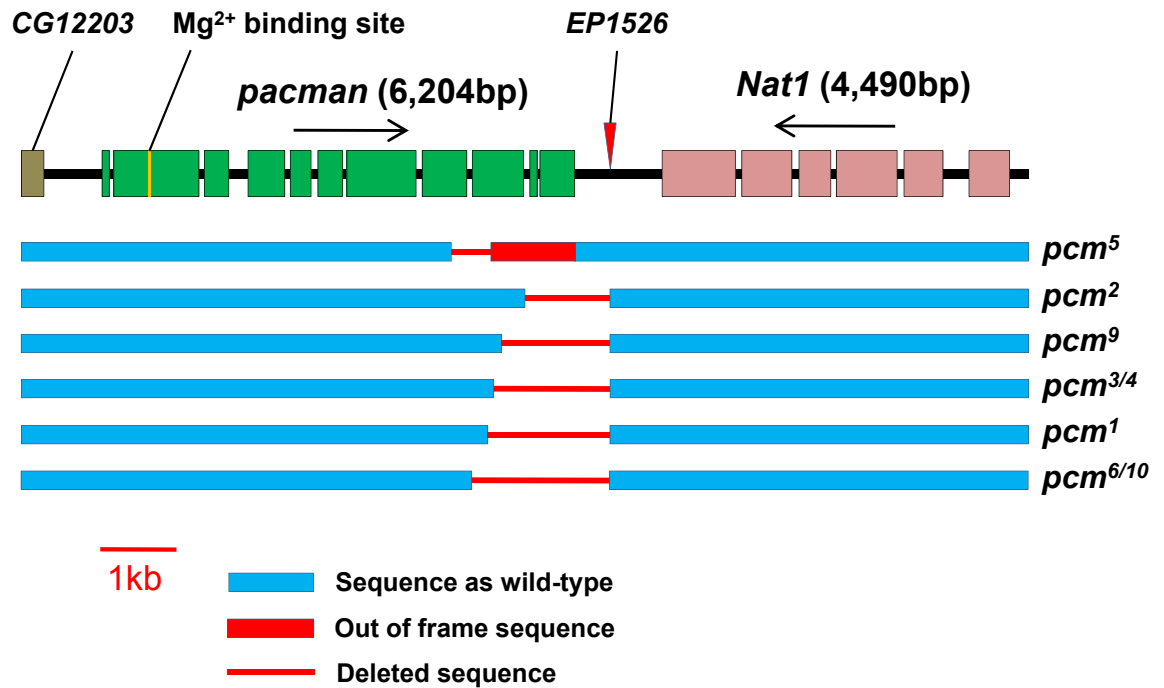 CG12203
Mg²⁺ binding site
EP1526
pacman (6,204bp)
Nat1 (4,490bp)
pcm⁵
pcm²
pcm⁹
pcm³/⁴
pcm¹
pcm⁶/¹⁰
1kb
Sequence as wild-type
Out of frame sequence
Deleted sequence